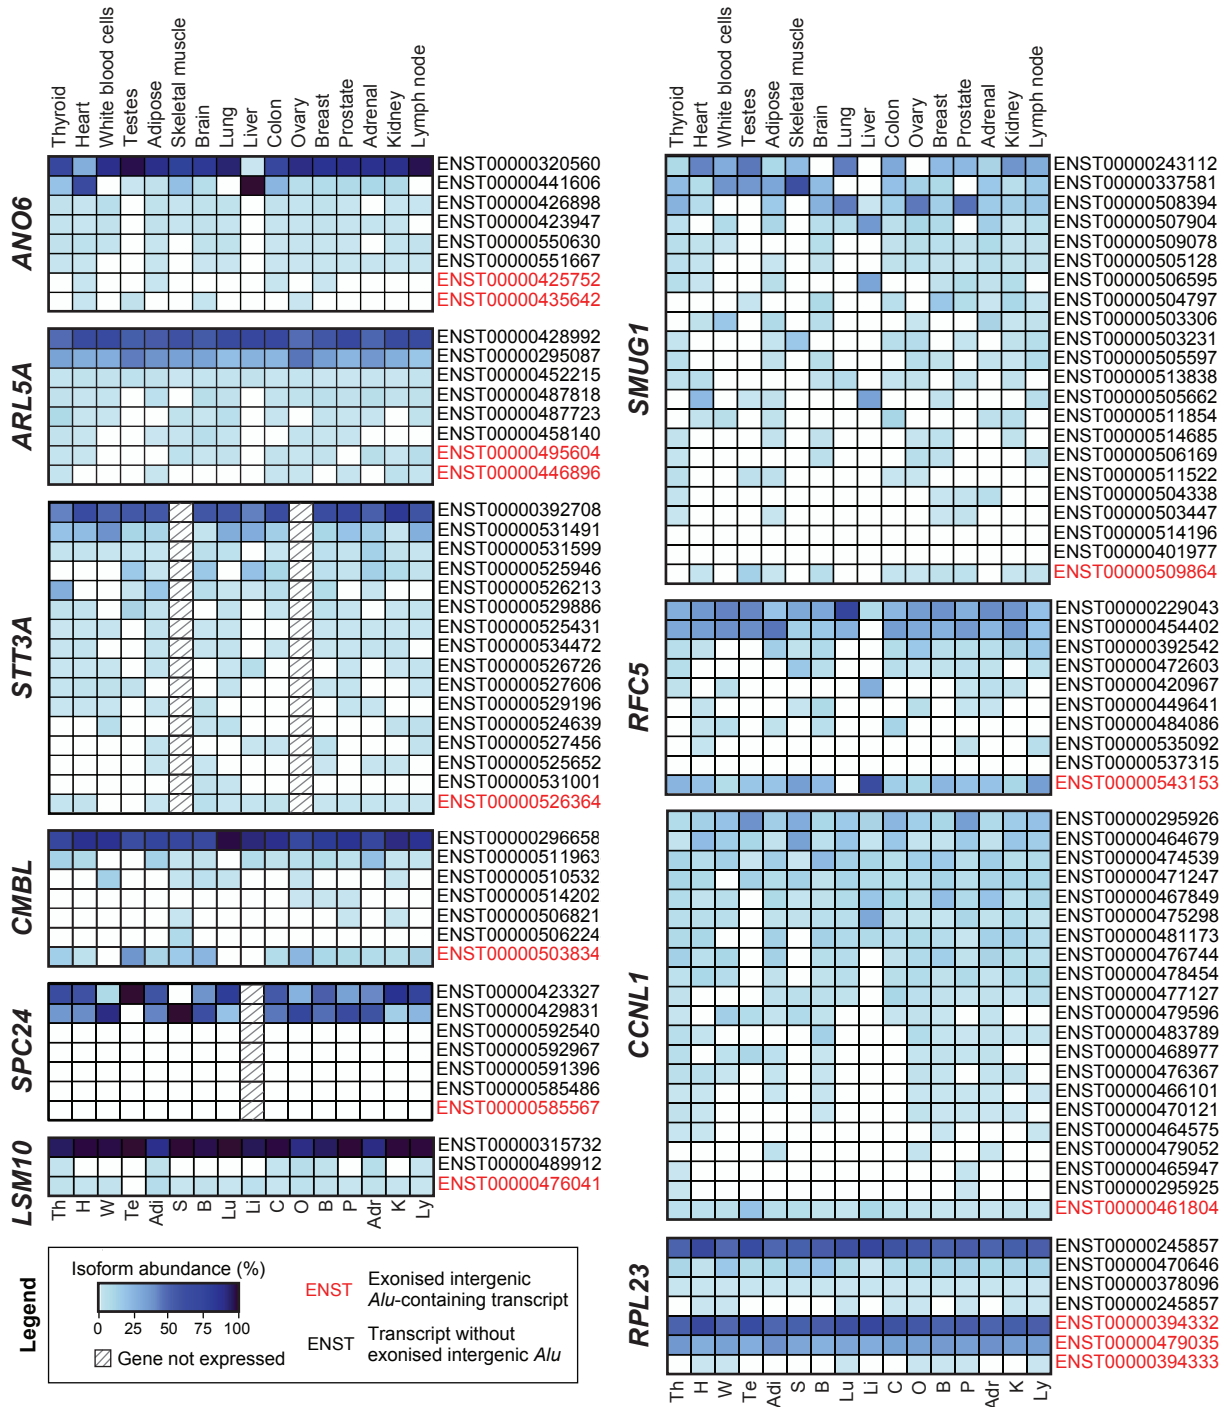 Thyroid
Heart
White blood cells
Testes
Adipose
Skeletal muscle
Brain
Lung
Liver
Colon
Ovary
Breast
Prostate
Adrenal
Kidney
Lymph node
ANO6
ENST00000320560
ENST00000441606
ENST00000426898
ENST00000423947
ENST00000550630
ENST00000551667
ENST00000425752
ENST00000435642
ARL5A
ENST00000428992
ENST00000295087
ENST00000452215
ENST00000487818
ENST00000487723
ENST00000458140
ENST00000495604
ENST00000446896
STT3A
ENST00000392708
ENST00000531491
ENST00000531599
ENST00000525946
ENST00000526213
ENST00000529886
ENST00000525431
ENST00000534472
ENST00000526726
ENST00000527606
ENST00000529196
ENST00000524639
ENST00000527456
ENST00000525652
ENST00000531001
ENST00000526364
CMBL
ENST00000296658
ENST00000511963
ENST00000510532
ENST00000514202
ENST00000506821
ENST00000506224
ENST00000503834
SPC24
ENST00000423327
ENST00000429831
ENST00000592540
ENST00000592967
ENST00000591396
ENST00000585486
ENST00000585567
LSM10
ENST00000315732
ENST00000489912
ENST00000476041
Th
H
W
Te
Adi
S
B
Lu
Li
C
O
B
P
Adr
K
Ly
Legend
Isoform abundance (%)
0 25 50 75 100
Gene not expressed
ENST Exonised intergenic
Alu-containing transcript
ENST Transcript without
exonised intergenic Alu
Thyroid
Heart
White blood cells
Testes
Adipose
Skeletal muscle
Brain
Lung
Liver
Colon
Ovary
Breast
Prostate
Adrenal
Kidney
Lymph node
SMUG1
ENST00000243112
ENST00000337581
ENST00000508394
ENST00000507904
ENST00000509078
ENST00000505128
ENST00000506595
ENST00000504797
ENST00000503306
ENST00000503231
ENST00000505597
ENST00000513838
ENST00000505662
ENST00000511854
ENST00000514685
ENST00000506169
ENST00000511522
ENST00000504338
ENST00000503447
ENST00000514196
ENST00000401977
ENST00000509864
RFC5
ENST00000229043
ENST00000454402
ENST00000392542
ENST00000472603
ENST00000420967
ENST00000449641
ENST00000484086
ENST00000535092
ENST00000537315
ENST00000543153
CCNL1
ENST00000295926
ENST00000464679
ENST00000474539
ENST00000471247
ENST00000467849
ENST00000475298
ENST00000481173
ENST00000476744
ENST00000478454
ENST00000477127
ENST00000479596
ENST00000483789
ENST00000468977
ENST00000476367
ENST00000466101
ENST00000470121
ENST00000464575
ENST00000479052
ENST00000465947
ENST00000295925
ENST00000461804
RPL23
ENST00000245857
ENST00000470646
ENST00000378096
ENST00000245857
ENST00000394332
ENST00000479035
ENST00000394333
Th
H
W
Te
Adi
S
B
Lu
Li
C
O
B
P
Adr
K
Ly